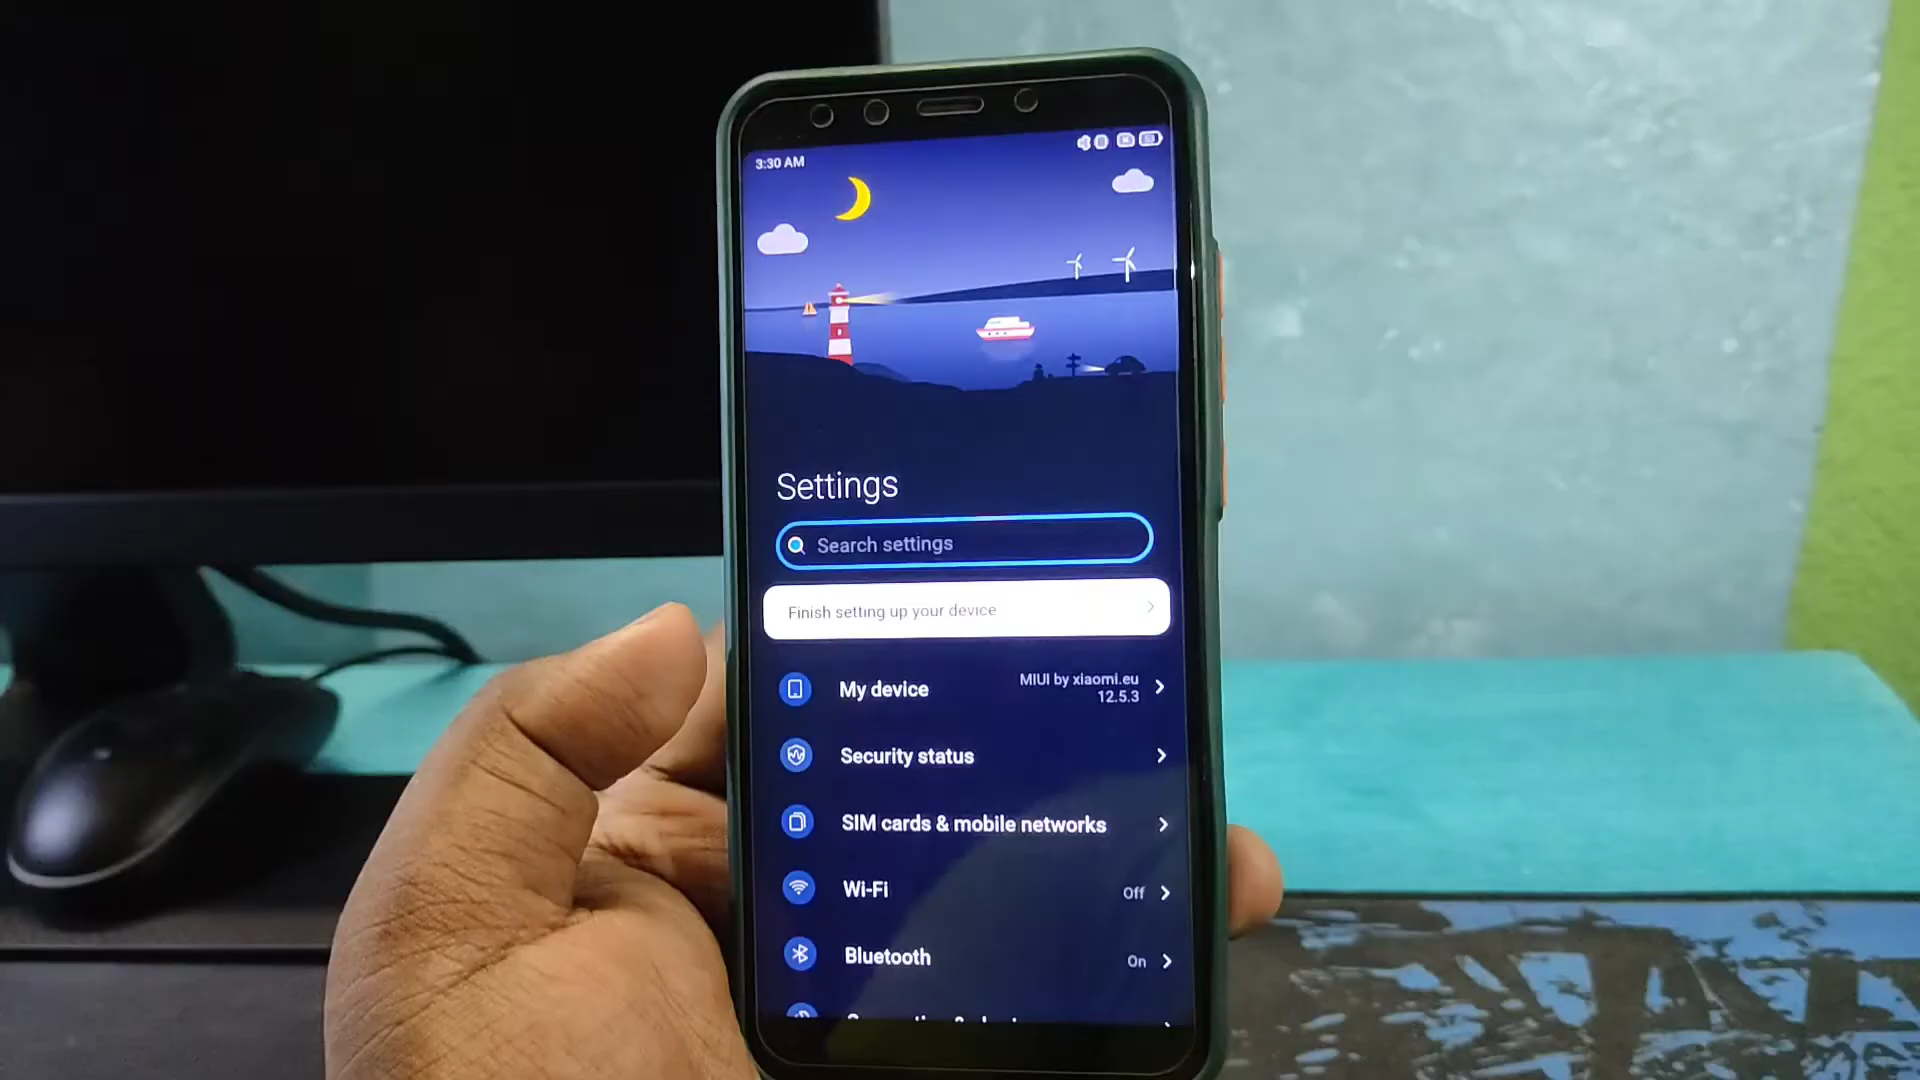 3:30 AM
Settings
Search settings
Finish setting up your device
My device
MIUI by xiaomi.eu
12.5.3
Security status
SIM cards & mobile networks
Wi-Fi
Off
Bluetooth
On